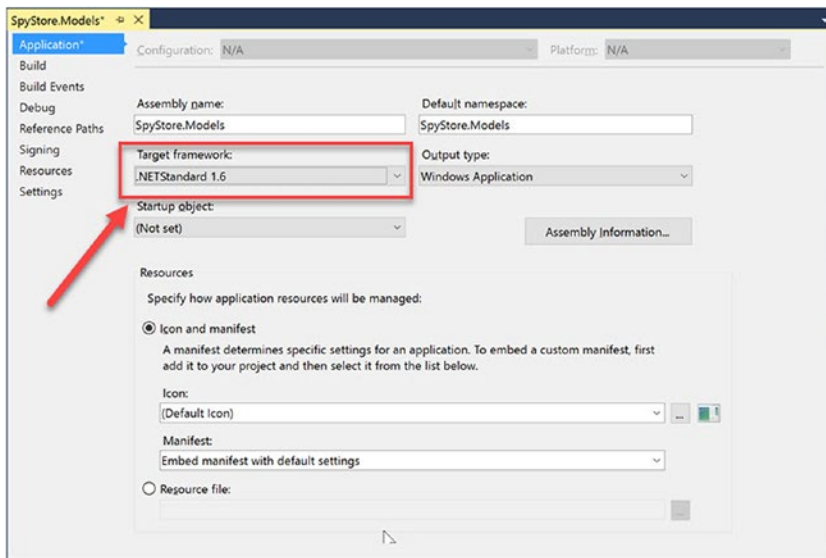 SpyStore.Models*
Application*
Configuration: N/A Platform: N/A
Build
Build Events
Debug
Reference Paths
Signing
Resources
Settings
Assembly name: Default namespace:
SpyStore.Models SpyStore.Models
Target framework: Output type:
.NETStandard 1.6 Windows Application
Startup object:
(Not set) Assembly Information...
Resources
Specify how application resources will be managed:
Icon and manifest
A manifest determines specific settings for an application. To embed a custom manifest, first
add it to your project and then select it from the list below.
Icon:
(Default Icon) ...
Manifest:
Embed manifest with default settings
Resource file:
...